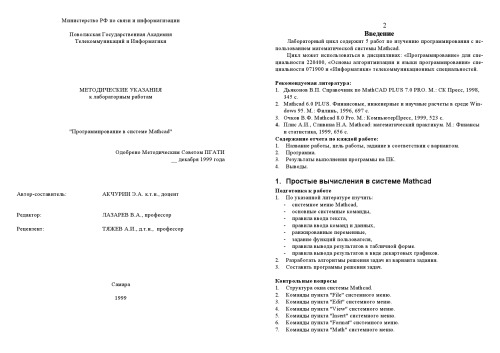 Министерство РФ по связи и информатизации
Поволжская Государственная Академия
Телекоммуникаций и Информатики
МЕТОДИЧЕСКИЕ УКАЗАНИЯ
к лабораторным работам
"Программирование в системе Mathcad"
Одобрено Методическим Советом ПГАТИ
__ декабря 1999 года
Автор-составитель: АКЧУРИН Э.А. к.т.н., доцент
Редактор: ЛАЗАРЕВ В.А., профессор
Рецензент: ТЯЖЕВ А.И., д.т.н., профессор
Самара
1999
2
Введение
Лабораторный цикл содержит 5 работ по изучению программирования с ис-
пользованием математической системы Mathcad.
Цикл может использоваться в дисциплинах: «Программирование» для спе-
циальности 220400, «Основы алгоритмизации и языки программирования» спе-
циальности 071900 и «Информатика» телекоммуникационных специальностей.
Рекомендуемая литература:
1. Дьяконов В.П. Справочник по MathCAD PLUS 7.0 PRO. М.: СК Пресс, 1998,
345 с.
2. Mathcad 6.0 PLUS. Финансовые, инженерные и научные расчеты в среде Win-
dows 95. М.: Филинъ, 1996, 697 с.
3. Очков В.Ф. Mathcad 8.0 Pro. М.: КомпьютерПресс, 1999, 523 с.
4. Плис А.И., Сливина Н.А. Mathcad: математический практикум. М.: Финансы
и статистика, 1999, 656 с.
Содержание отчета по каждой работе:
1. Название работы, цель работы, задание в соответствии с вариантом.
2. Программа.
3. Результаты выполнения программы на ПК.
4. Выводы.
1. Простые вычисления в системе Mathcad
Подготовка к работе
1. По указанной литературе изучить:
- системное меню Mathcad,
- основные системные команды,
- правила ввода текста,
- правила ввода команд и данных,
- ранжированные переменные,
- задание функций пользователя,
- правила вывода результатов в табличной форме.
- правила вывода результатов в виде декартовых графиков.
2. Разработать алгоритмы решения задач из варианта задания.
3. Составить программы решения задач.
Контрольные вопросы
1. Структура окна системы Mathcad.
2. Команды пункта "File" системного меню.
3. Команды пункта "Edit" системного меню.
4. Команды пункта "View" системного меню.
5. Команды пункта "Insert" системного меню.
6. Команды пункта "Format" системного меню.
7. Команды пункта "Math" системного меню.